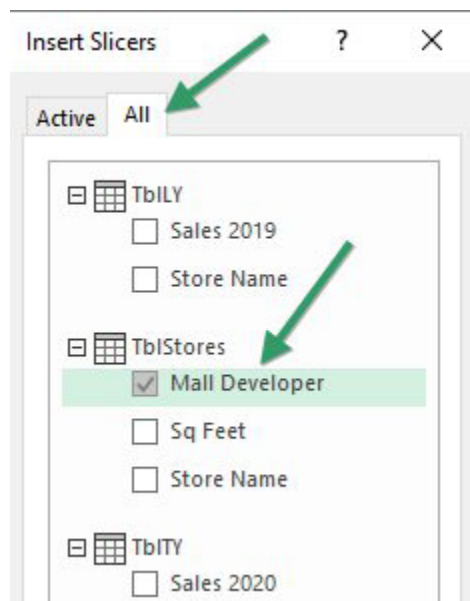 Insert Slicers ? ×
Active All
TblLY
Sales 2019
Store Name
TblStores
Mall Developer
Sq Feet
Store Name
TblTY
Sales 2020